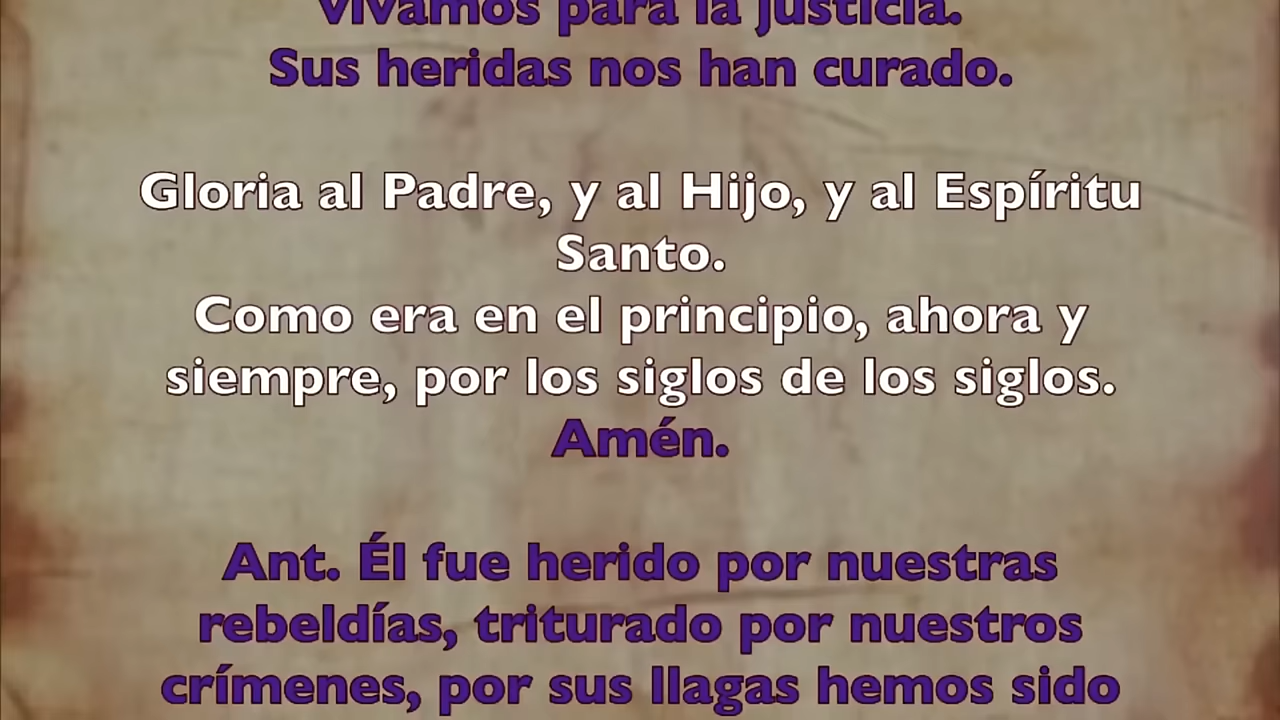 vivamos para la justicia.
Sus heridas nos han curado.
Gloria al Padre, y al Hijo, y al Espíritu
Santo.
Como era en el principio, ahora y
siempre, por los siglos de los siglos.
Amén.
Ant. Él fue herido por nuestras
rebeldías, triturado por nuestros
crímenes, por sus llagas hemos sido